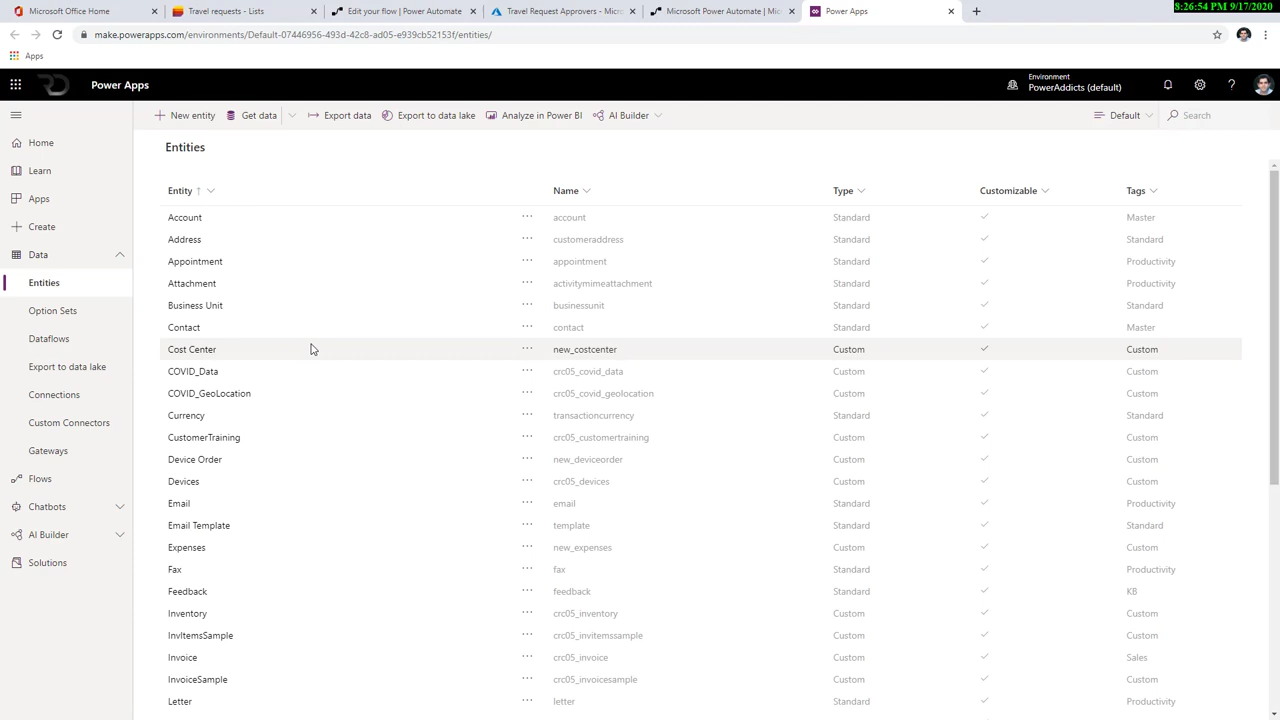 8:26:54 PM 9/17/2020
Microsoft Office Home
Travel requests - Lists
Edit your flow | Power Automate
Travel Request Approvers - Micro
Microsoft Power Automate | Mic
Power Apps
make.powerapps.com/environments/Default-07446956-493d-42c8-ad05-e939cb52153f/entities/
Apps
Power Apps
Environment
PowerAddicts (default)
New entity
Get data
Export data
Export to data lake
Analyze in Power BI
AI Builder
Default
Search
Home
Learn
Apps
Create
Data
Entities
Option Sets
Dataflows
Export to data lake
Connections
Custom Connectors
Gateways
Flows
Chatbots
AI Builder
Solutions
Entities
Entity ↑ Name Type Customizable Tags
Account ··· account Standard ✓ Master
Address ··· customeraddress Standard ✓ Standard
Appointment ··· appointment Standard ✓ Productivity
Attachment ··· activitymimeattachment Standard ✓ Productivity
Business Unit ··· businessunit Standard ✓ Standard
Contact ··· contact Standard ✓ Master
Cost Center ··· new_costcenter Custom ✓ Custom
COVID_Data ··· crc05_covid_data Custom ✓ Custom
COVID_GeoLocation ··· crc05_covid_geolocation Custom ✓ Custom
Currency ··· transactioncurrency Standard ✓ Standard
CustomerTraining ··· crc05_customertraining Custom ✓ Custom
Device Order ··· new_deviceorder Custom ✓ Custom
Devices ··· crc05_devices Custom ✓ Custom
Email ··· email Standard ✓ Productivity
Email Template ··· template Standard ✓ Standard
Expenses ··· new_expenses Custom ✓ Custom
Fax ··· fax Standard ✓ Productivity
Feedback ··· feedback Standard ✓ KB
Inventory ··· crc05_inventory Custom ✓ Custom
InvItemsSample ··· crc05_invitemssample Custom ✓ Custom
Invoice ··· crc05_invoice Custom ✓ Sales
InvoiceSample ··· crc05_invoicesample Custom ✓ Custom
Letter ··· letter Standard ✓ Productivity